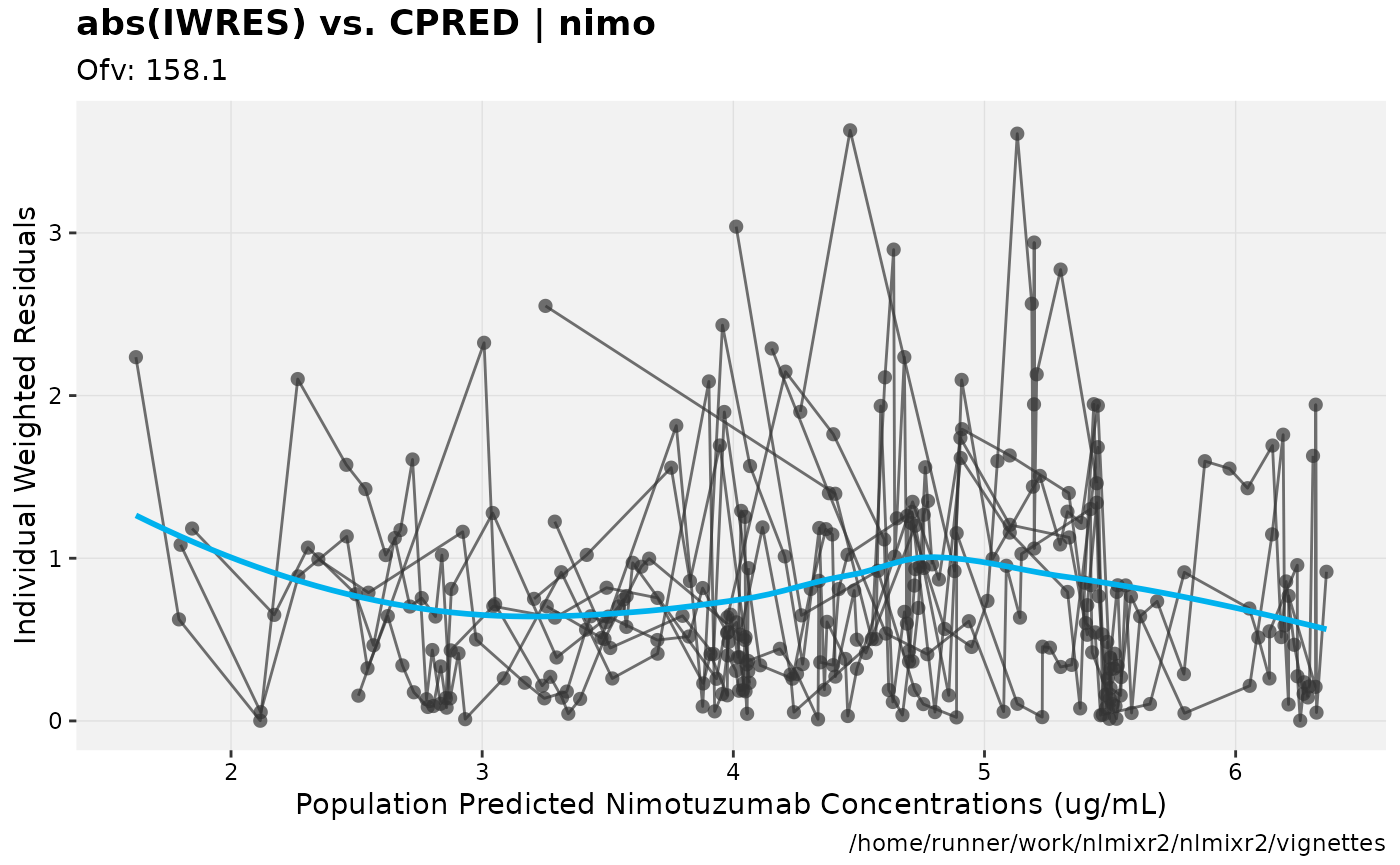 abs(IWRES) vs. CPRED | nimo
Ofv: 158.1
Individual Weighted Residuals
3
2
1
0
2 3 4 5 6
Population Predicted Nimotuzumab Concentrations (ug/mL)
/home/runner/work/nlmixr2/nlmixr2/vignettes